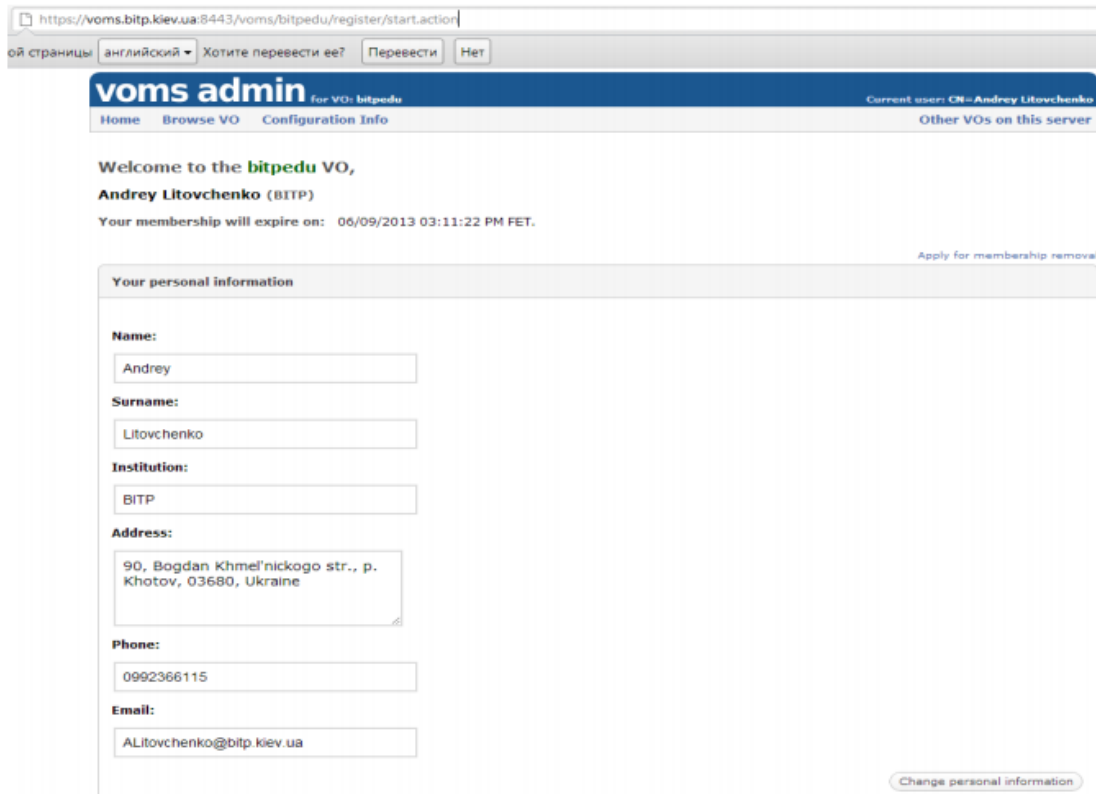 https://voms.bitp.kiev.ua:8443/voms/bitpedu/register/start.action
ой страницы английский Хотите перевести ее? Перевести Нет
voms admin for VO: bitpedu Current user: CN=Andrey Litovchenko
Home Browse VO Configuration Info Other VOs on this server
Welcome to the bitpedu VO,
Andrey Litovchenko (BITP)
Your membership will expire on: 06/09/2013 03:11:22 PM FET.
Apply for membership removal
Your personal information
Name:
Andrey
Surname:
Litovchenko
Institution:
BITP
Address:
90, Bogdan Khmel'nickogo str., p.
Khotov, 03680, Ukraine
Phone:
0992366115
Email:
ALitovchenko@bitp.kiev.ua
Change personal information